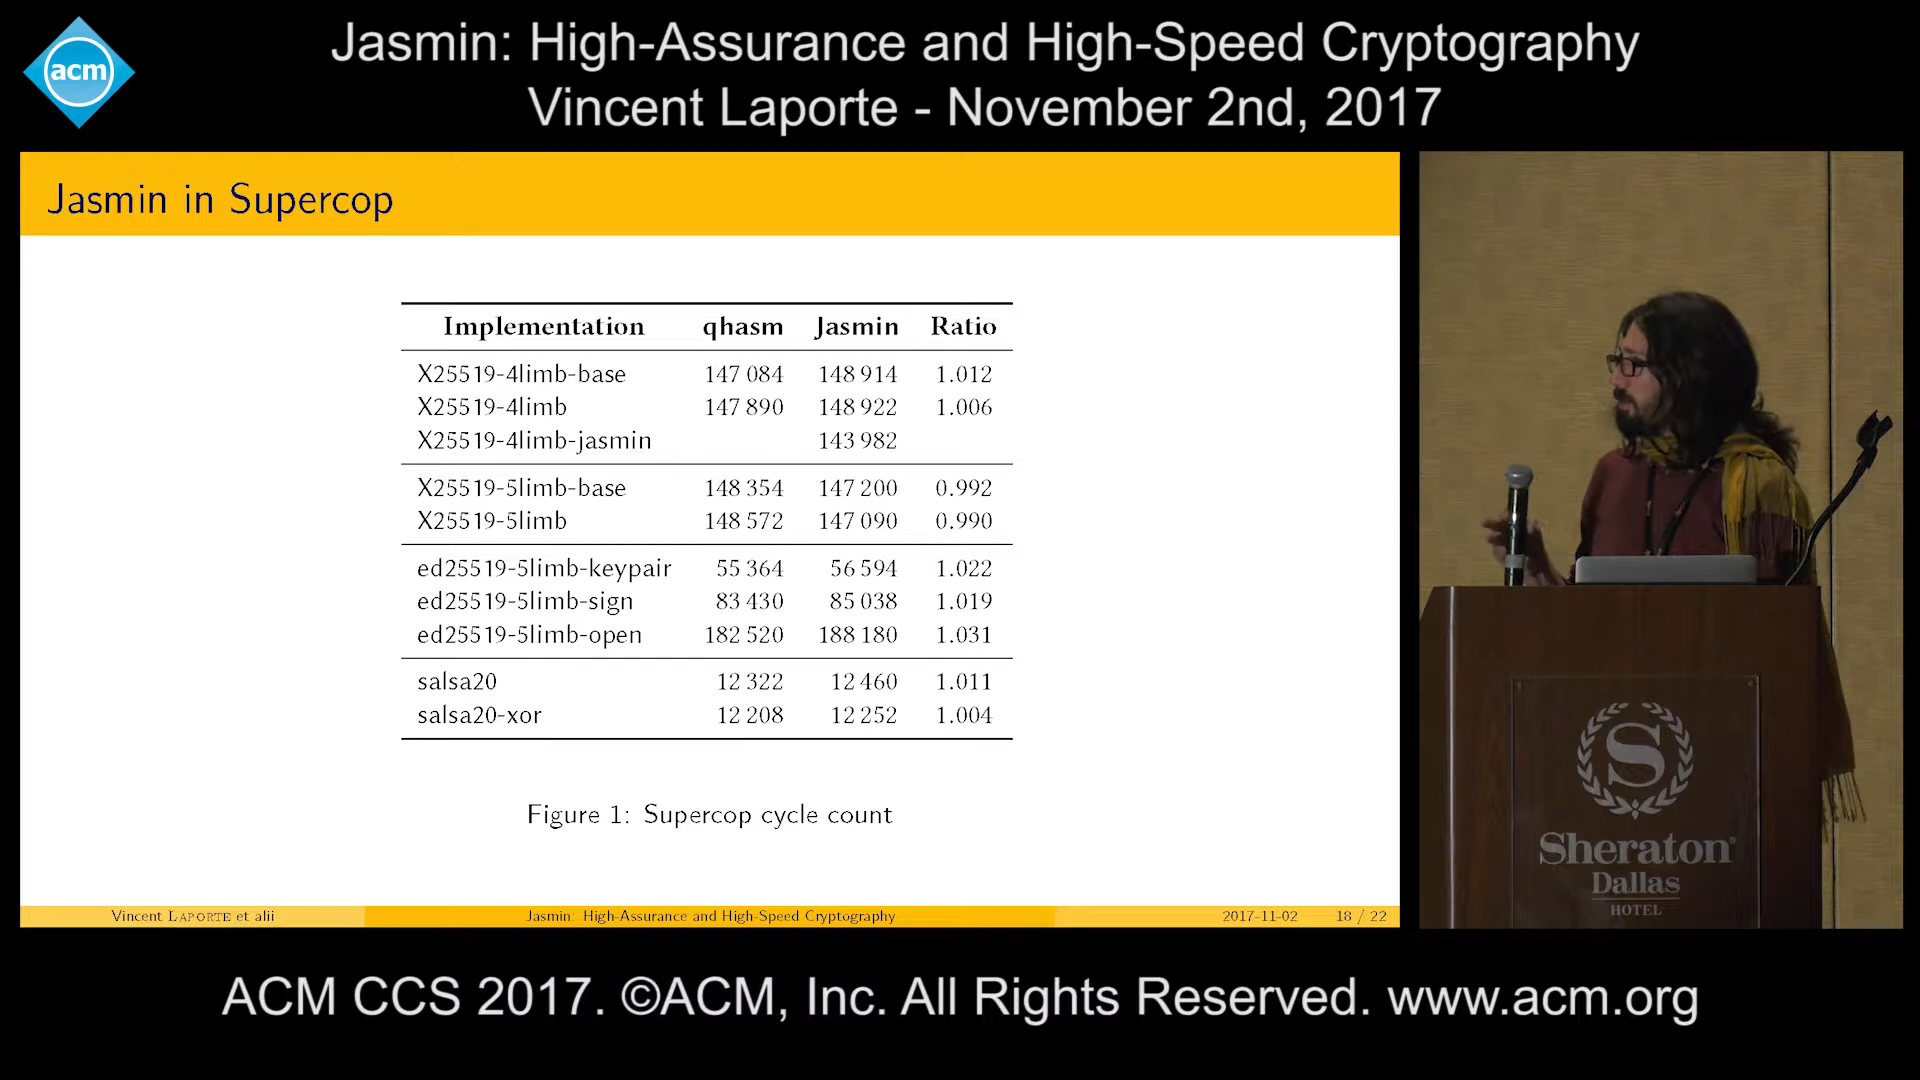 acm
Jasmin: High-Assurance and High-Speed Cryptography
Vincent Laporte - November 2nd, 2017
Jasmin in Supercop
Implementation qhasm Jasmin Ratio
X25519-4limb-base 147 084 148 914 1.012
X25519-4limb 147 890 148 922 1.006
X25519-4limb-jasmin 143 982
X25519-5limb-base 148 354 147 200 0.992
X25519-5limb 148 572 147 090 0.990
ed25519-5limb-keypair 55 364 56 594 1.022
ed25519-5limb-sign 83 430 85 038 1.019
ed25519-5limb-open 182 520 188 180 1.031
salsa20 12 322 12 460 1.011
salsa20-xor 12 208 12 252 1.004
Figure 1: Supercop cycle count
Vincent LAPORTE et alii Jasmin: High-Assurance and High-Speed Cryptography 2017-11-02 18 / 22
S
Sheraton
Dallas
HOTEL
ACM CCS 2017. ©ACM, Inc. All Rights Reserved. www.acm.org